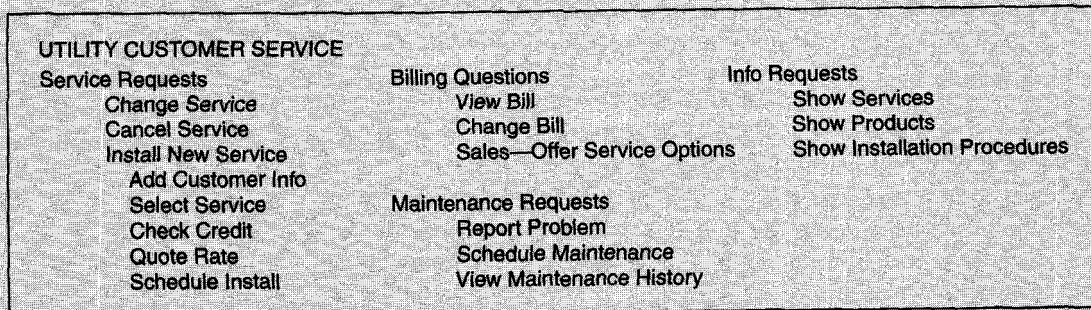 UTILITY CUSTOMER SERVICE
Service Requests
Change Service
Cancel Service
Install New Service
Add Customer Info
Select Service
Check Credit
Quote Rate
Schedule Install
Billing Questions
View Bill
Change Bill
Sales—Offer Service Options
Maintenance Requests
Report Problem
Schedule Maintenance
View Maintenance History
Info Requests
Show Services
Show Products
Show Installation Procedures